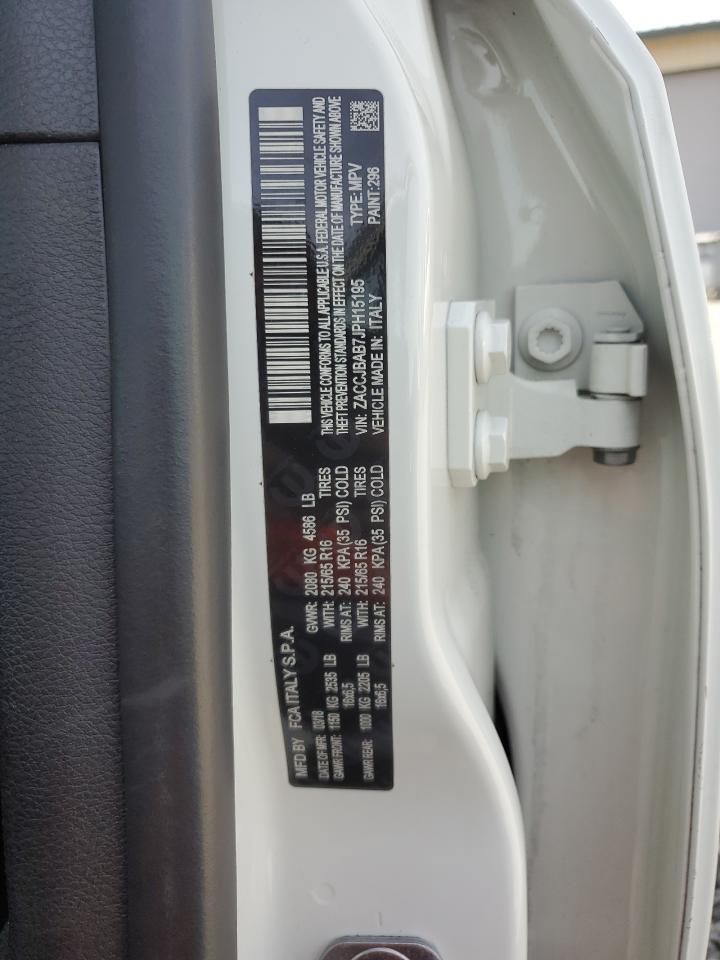 MFD BY FCA ITALY S.P.A.
DATE OF MFR: 03/18 GVWR: 2080 KG 4586 LB
GAWR FRONT: 1150 KG 2535 LB WITH: 215/65 R16 TIRES
16x6,5 RIMS AT: 240 KPA(35 PSI) COLD
GAWR REAR: 1000 KG 2205 LB WITH: 215/65 R16 TIRES
16x6,5 RIMS AT: 240 KPA(35 PSI) COLD
THIS VEHICLE CONFORMS TO ALL APPLICABLE U.S.A. FEDERAL MOTOR VEHICLE SAFETY AND
THEFT PREVENTION STANDARDS IN EFFECT ON THE DATE OF MANUFACTURE SHOWN ABOVE
VIN: ZACCJBAB7JPH15195 TYPE: MPV
VEHICLE MADE IN: ITALY PAINT: 296